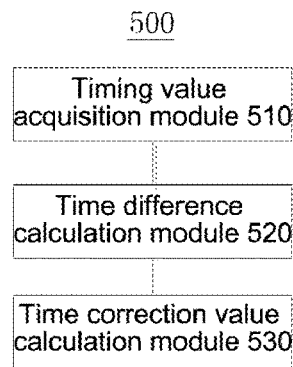 500
Timing value
acquisition module 510
Time difference
calculation module 520
Time correction value
calculation module 530